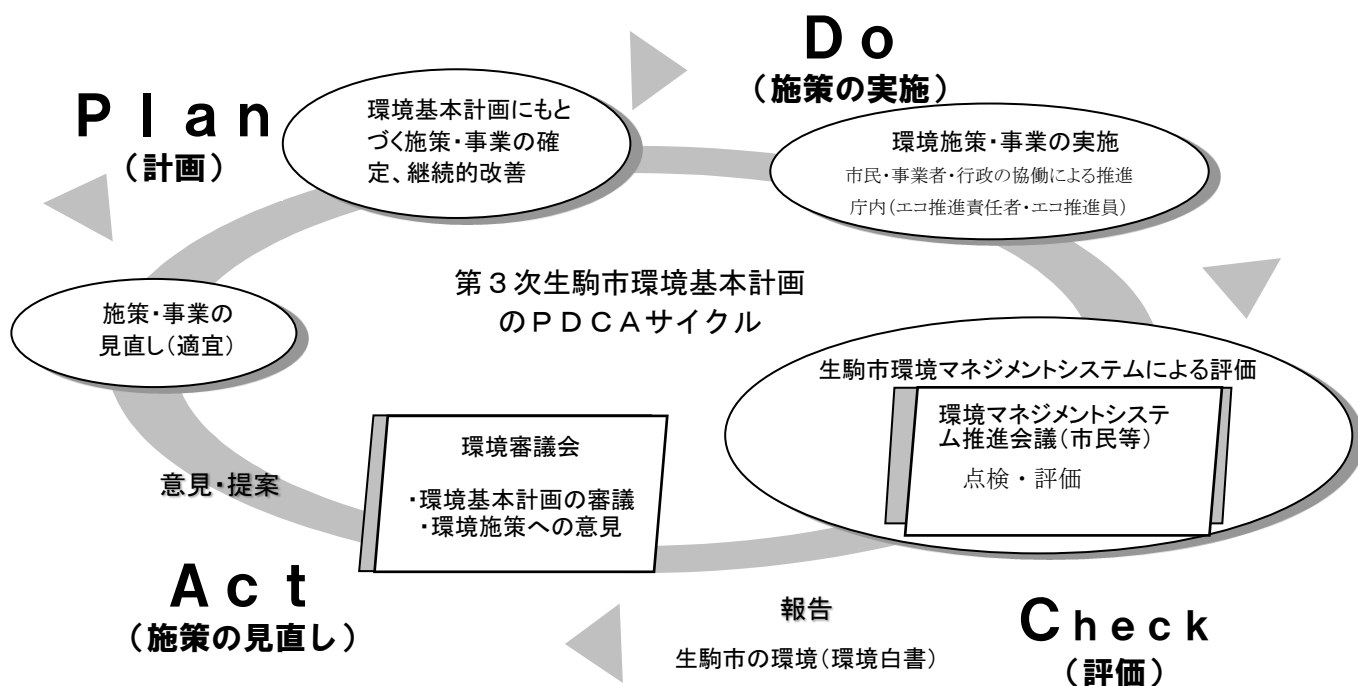 Ｐｌａｎ
（計画）
環境基本計画にもと
づく施策・事業の確
定、継続的改善
Ｄｏ
（施策の実施）
環境施策・事業の実施
市民・事業者・行政の協働による推進
庁内（エコ推進責任者・エコ推進員）
第３次生駒市環境基本計画
のＰＤＣＡサイクル
施策・事業の
見直し（適宜）
生駒市環境マネジメントシステムによる評価
環境マネジメントシステ
ム推進会議（市民等）
点検・評価
環境審議会
・環境基本計画の審議
・環境施策への意見
意見・提案
Ａｃｔ
（施策の見直し）
報告
生駒市の環境（環境白書）
Ｃｈｅｃｋ
（評価）